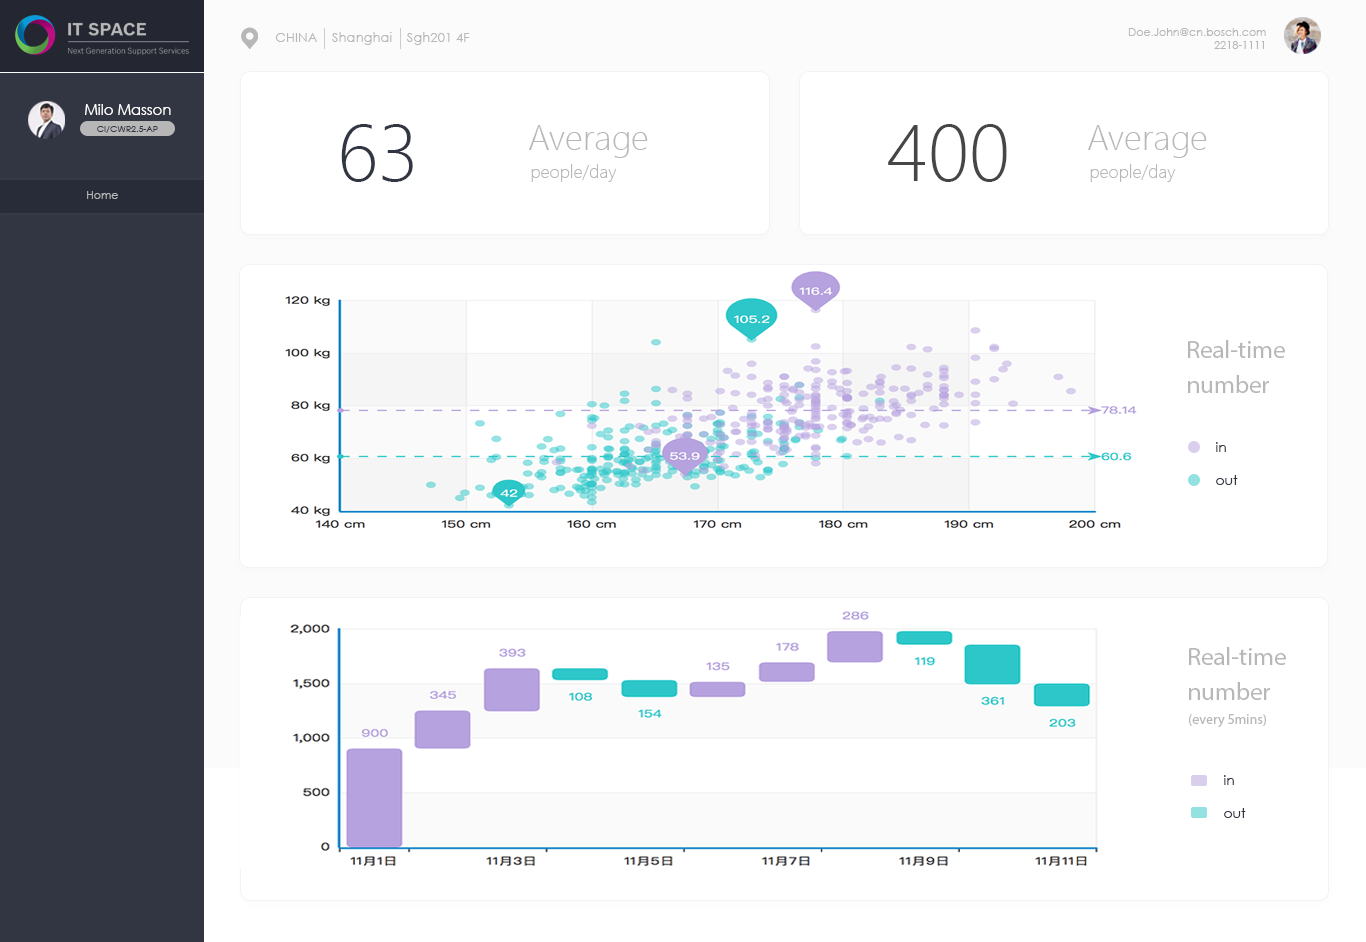 IT SPACE
Next Generation Support Services
Milo Masson
CI/CWR2.5-AP
Home
CHINA | Shanghai | Sgh201 4F
Doe.John@cn.bosch.com
2218-1111
63
Average
people/day
400
Average
people/day
120 kg
100 kg
80 kg
60 kg
40 kg
140 cm
150 cm
160 cm
170 cm
180 cm
190 cm
200 cm
116.4
105.2
78.14
53.9
60.6
42
Real-time
number
in
out
2,000
1,500
1,000
500
0
900
345
393
108
154
135
178
286
119
361
203
11月1日
11月3日
11月5日
11月7日
11月9日
11月11日
Real-time
number
(every 5mins)
in
out